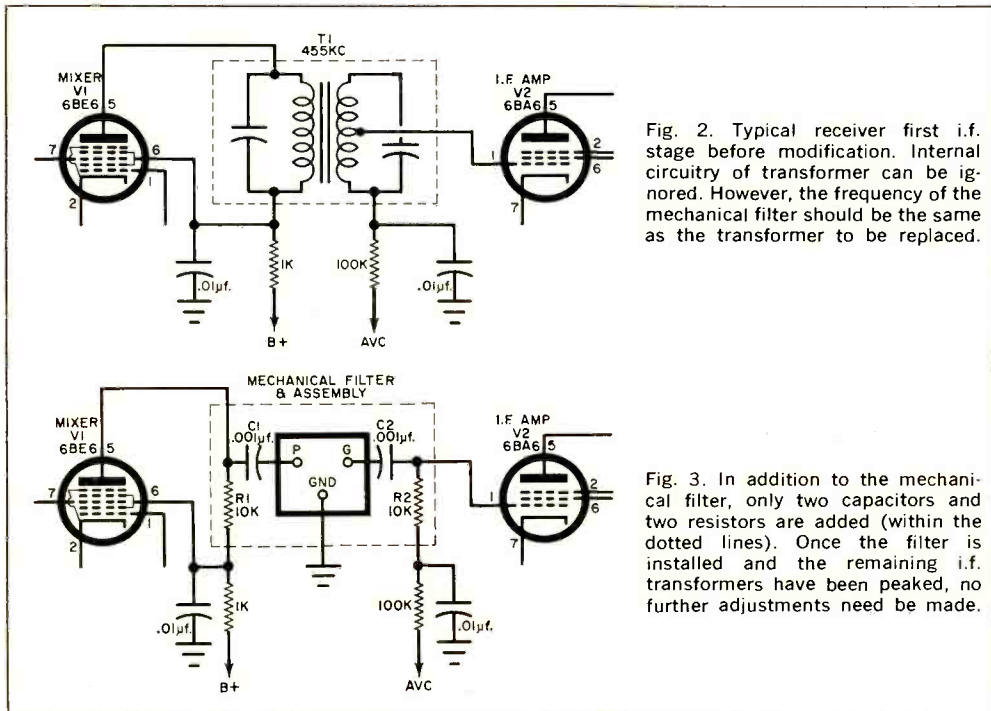 T1
455KC
MIXER
V1
6BE6
5
7
6
1
2
.01µf.
1K
100K
.01µf.
B+
AVC
I.F. AMP
V2
6BA6
5
1
2
6
7
Fig. 2. Typical receiver first i.f.
stage before modification. Internal
circuitry of transformer can be ig-
nored. However, the frequency of the
mechanical filter should be the same
as the transformer to be replaced.
MECHANICAL FILTER
& ASSEMBLY
MIXER
V1
6BE6
5
7
6
1
2
C1
.001µf.
P
G
GND
C2
.001µf.
R1
10K
R2
10K
.01µf.
1K
100K
.01µf.
B+
AVC
I.F. AMP
V2
6BA6
5
1
2
6
7
Fig. 3. In addition to the mechani-
cal filter, only two capacitors and
two resistors are added (within the
dotted lines). Once the filter is
installed and the remaining i.f.
transformers have been peaked, no
further adjustments need be made.